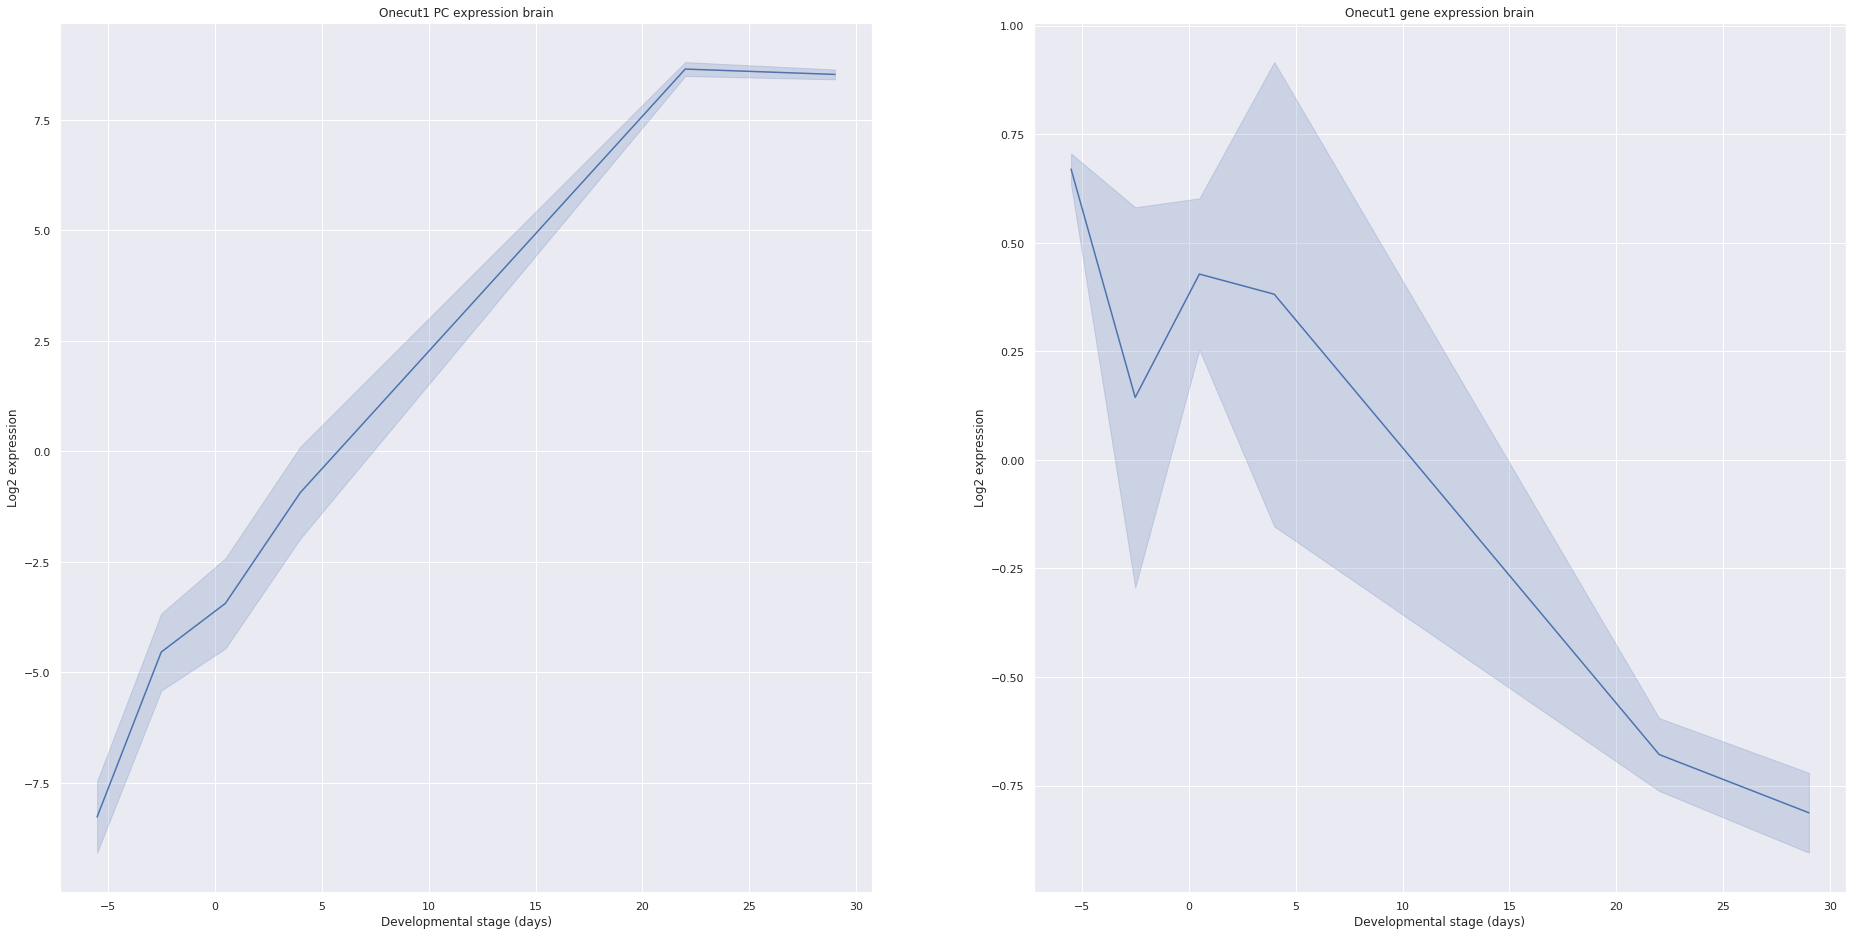 Onecut1 PC expression brain
Log2 expression
7.5
5.0
2.5
0.0
−2.5
−5.0
−7.5
−5 0 5 10 15 20 25 30
Developmental stage (days)
Onecut1 gene expression brain
Log2 expression
1.00
0.75
0.50
0.25
0.00
−0.25
−0.50
−0.75
−5 0 5 10 15 20 25 30
Developmental stage (days)